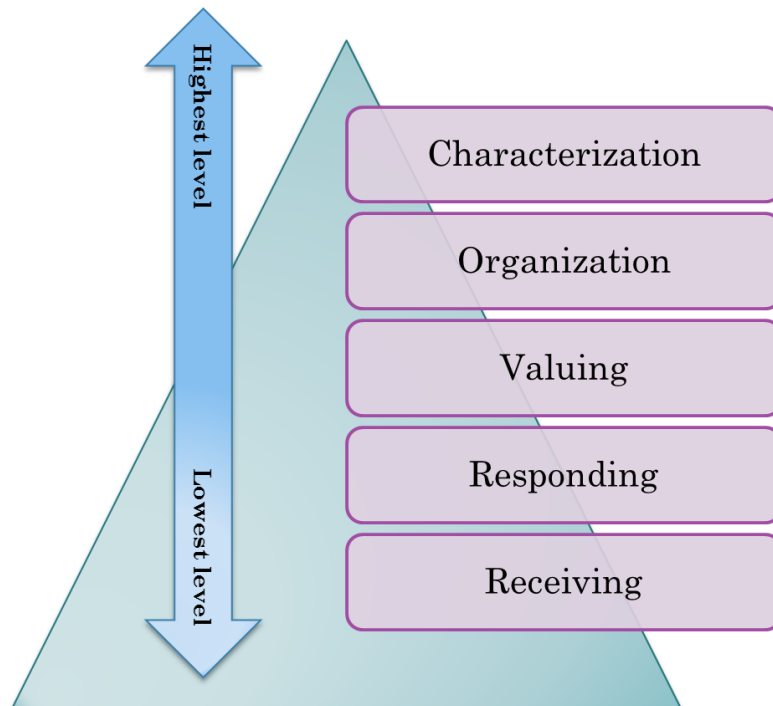 Highest level
Characterization
Organization
Valuing
Responding
Lowest level
Receiving